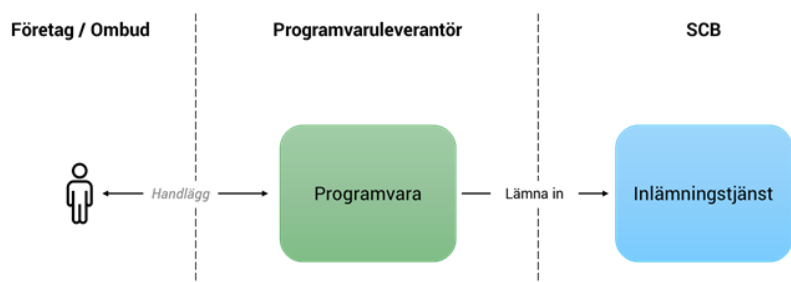 Företag / Ombud
Programvaruleverantör
SCB
Handlägg
Programvara
Lämna in
Inlämningstjänst